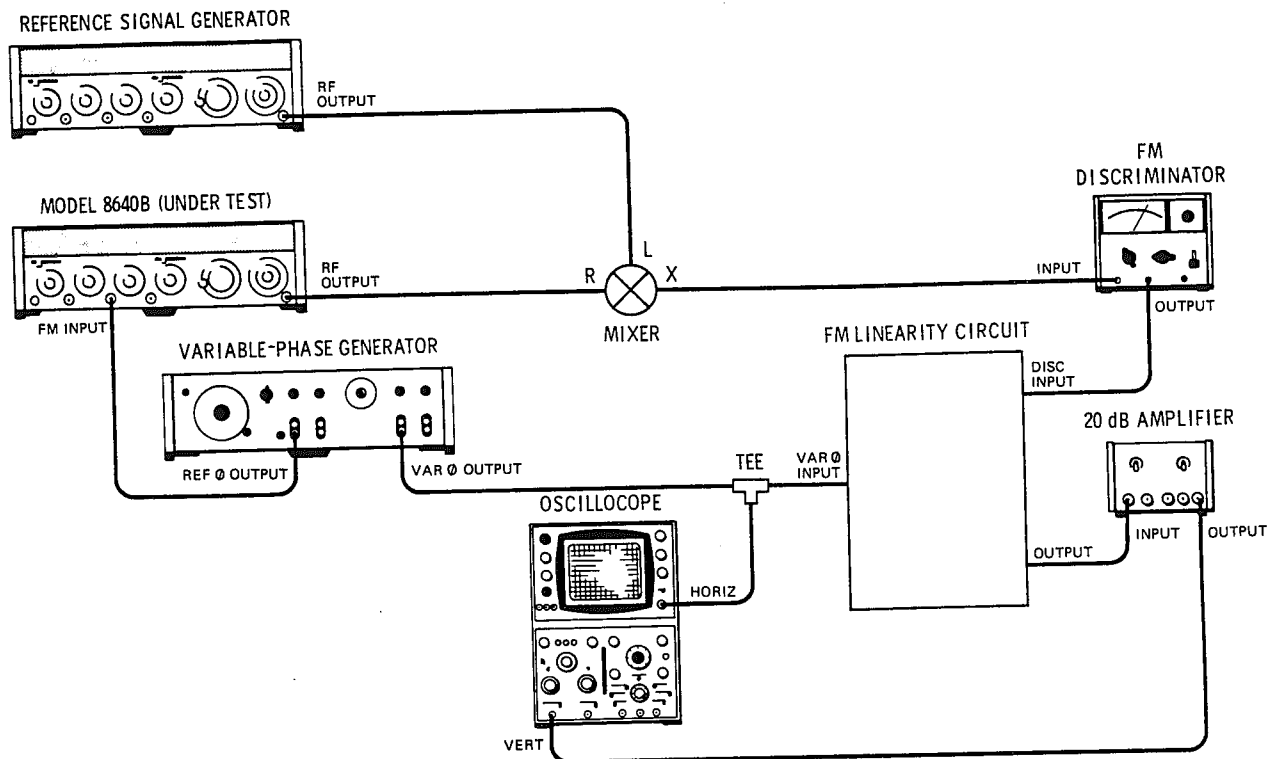 REFERENCE SIGNAL GENERATOR
RF
OUTPUT
MODEL 8640B (UNDER TEST)
RF
OUTPUT
FM INPUT
L
R
X
MIXER
FM
DISCRIMINATOR
INPUT
OUTPUT
VARIABLE-PHASE GENERATOR
REF Ø OUTPUT
VAR Ø OUTPUT
FM LINEARITY CIRCUIT
DISC
INPUT
TEE
VAR Ø
INPUT
20 dB AMPLIFIER
OUTPUT
INPUT
OUTPUT
OSCILLOCOPE
HORIZ
VERT